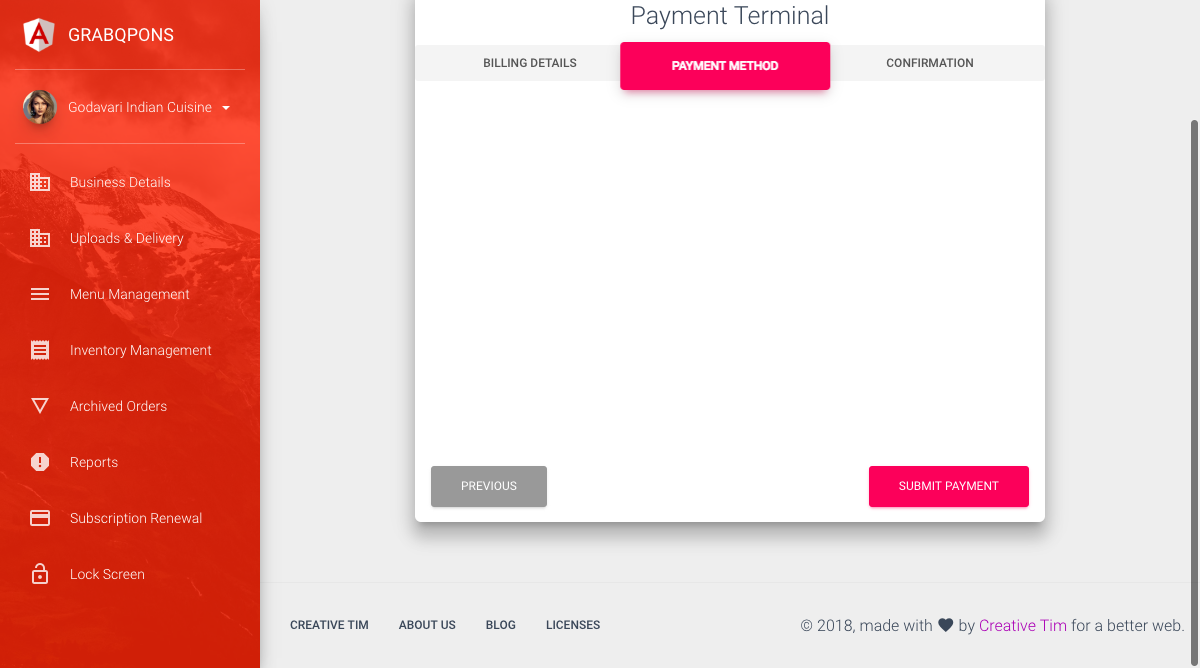 GRABQPONS
Godavari Indian Cuisine
Business Details
Uploads & Delivery
Menu Management
Inventory Management
Archived Orders
Reports
Subscription Renewal
Lock Screen
Payment Terminal
BILLING DETAILS
PAYMENT METHOD
CONFIRMATION
PREVIOUS
SUBMIT PAYMENT
CREATIVE TIM
ABOUT US
BLOG
LICENSES
© 2018, made with by Creative Tim for a better web.